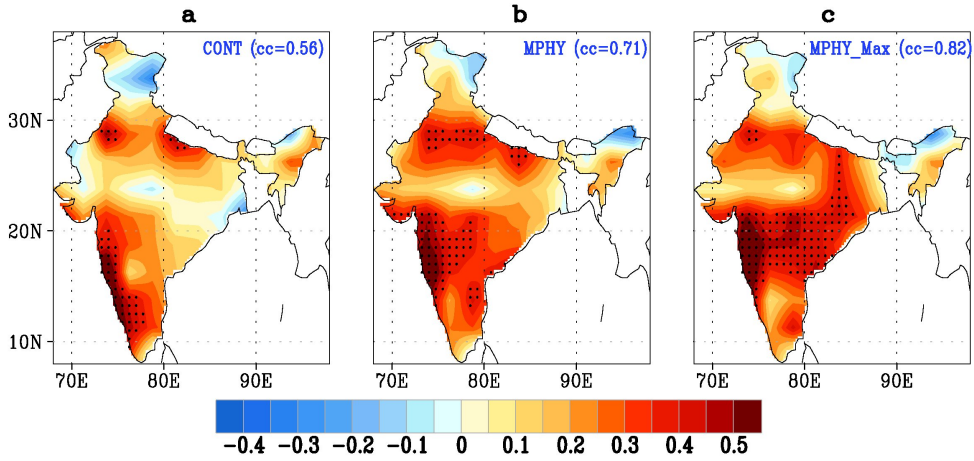 a b c
CONT (cc=0.56) MPHY (cc=0.71) MPHY_Max (cc=0.82)
30N
20N
10N
70E 80E 90E 70E 80E 90E 70E 80E 90E
-0.4 -0.3 -0.2 -0.1 0 0.1 0.2 0.3 0.4 0.5